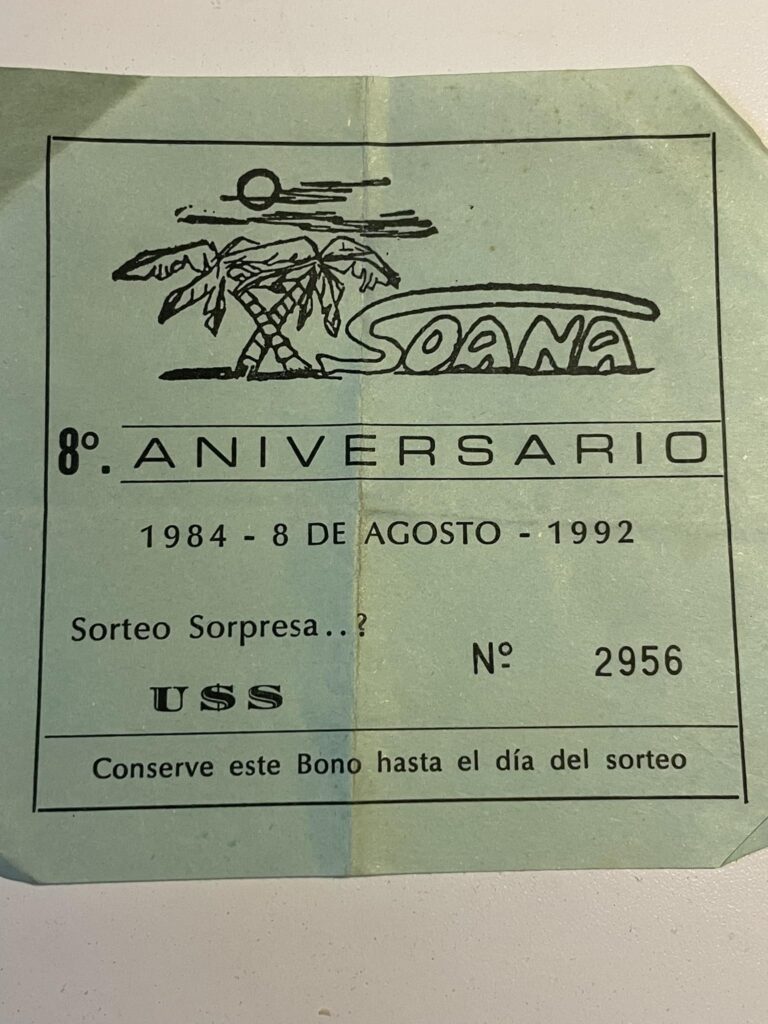 SOANA
8º. ANIVERSARIO
1984 - 8 DE AGOSTO - 1992
Sorteo Sorpresa..?
Nº 2956
U$S
Conserve este Bono hasta el día del sorteo